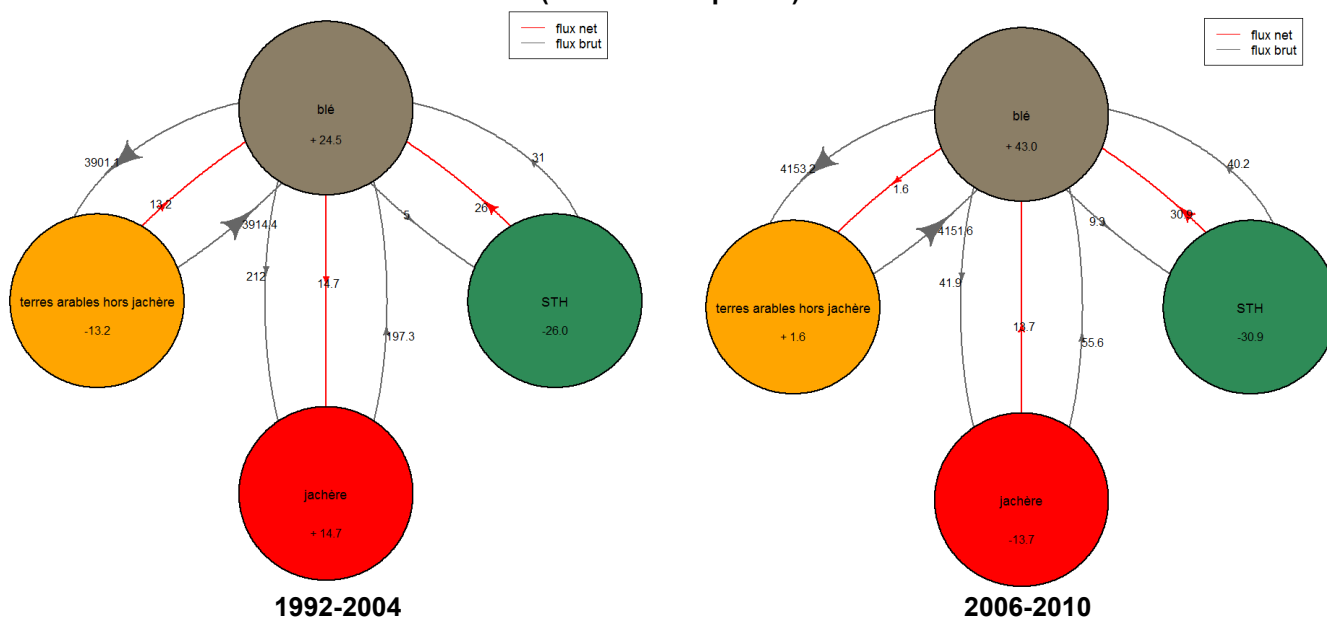 flux net
flux brut
blé
+ 24.5
3901.1
31
13.2
26
3914.4
5
212
14.7
197.3
terres arables hors jachère
-13.2
STH
-26.0
jachère
+ 14.7
1992-2004
flux net
flux brut
blé
+ 43.0
4153.2
40.2
1.6
30.9
4151.6
9.3
41.9
13.7
55.6
terres arables hors jachère
+ 1.6
STH
-30.9
jachère
-13.7
2006-2010